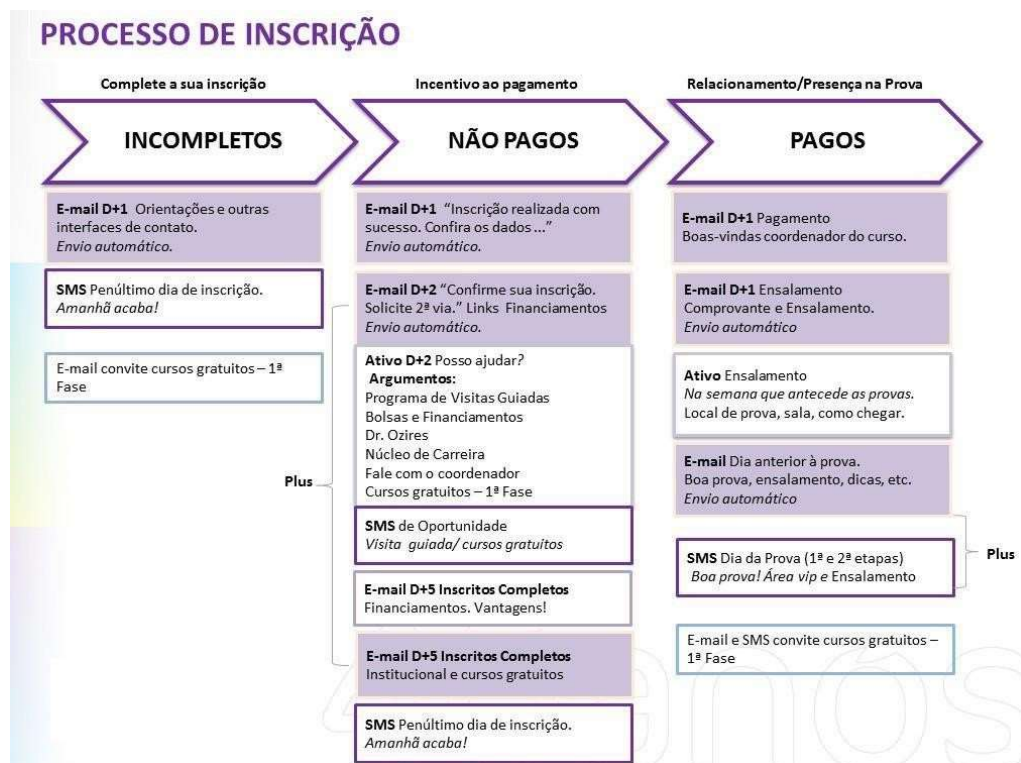 PROCESSO DE INSCRIÇÃO
Complete a sua inscrição
INCOMPLETOS
E-mail D+1 Orientações e outras
interfaces de contato.
Envio automático.
SMS Penúltimo dia de inscrição.
Amanhã acaba!
E-mail convite cursos gratuitos – 1ª
Fase
Incentivo ao pagamento
NÃO PAGOS
E-mail D+1 “Inscrição realizada com
sucesso. Confira os dados ...”
Envio automático.
E-mail D+2 “Confirme sua inscrição.
Solicite 2ª via.” Links Financiamentos
Envio automático.
Ativo D+2 Posso ajudar?
Argumentos:
Programa de Visitas Guiadas
Bolsas e Financiamentos
Dr. Ozires
Núcleo de Carreira
Fale com o coordenador
Cursos gratuitos – 1ª Fase
Plus
SMS de Oportunidade
Visita guiada/ cursos gratuitos
E-mail D+5 Inscritos Completos
Financiamentos. Vantagens!
E-mail D+5 Inscritos Completos
Institucional e cursos gratuitos
SMS Penúltimo dia de inscrição.
Amanhã acaba!
Relacionamento/Presença na Prova
PAGOS
E-mail D+1 Pagamento
Boas-vindas coordenador do curso.
E-mail D+1 Ensalamento
Comprovante e Ensalamento.
Envio automático
Ativo Ensalamento
Na semana que antecede as provas.
Local de prova, sala, como chegar.
E-mail Dia anterior à prova.
Boa prova, ensalamento, dicas, etc.
Envio automático
SMS Dia da Prova (1ª e 2ª etapas)
Boa prova! Área vip e Ensalamento
Plus
E-mail e SMS convite cursos gratuitos –
1ª Fase
anos